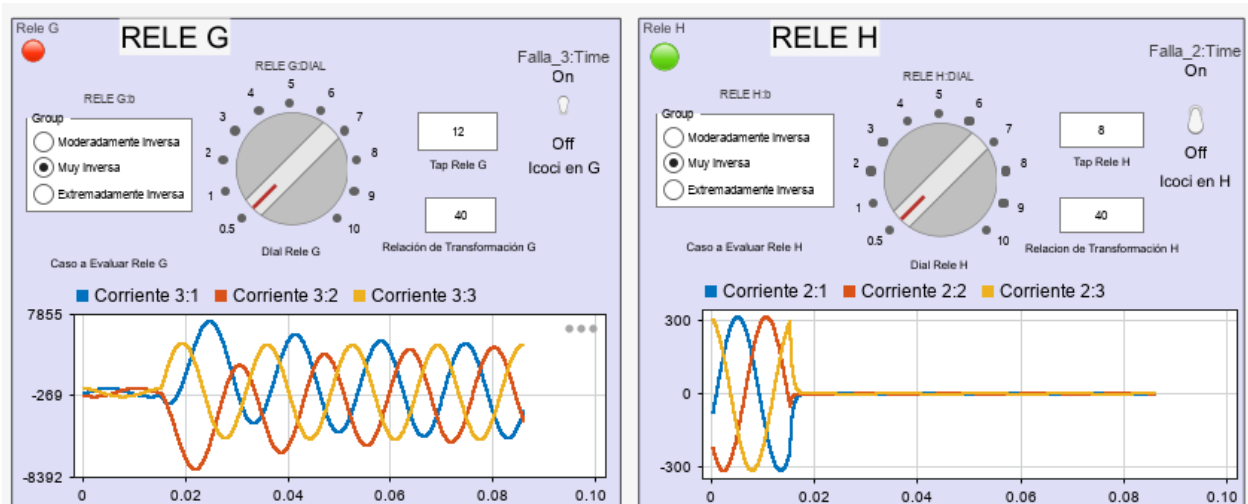 Rele G
RELE G
Falla_3:Time
On
Off
Icoci en G
RELE G:DIAL
0.5
1
2
3
4
5
6
7
8
9
10
Dial Rele G
RELE G:b
Group
Moderadamente Inversa
Muy Inversa
Extremadamente Inversa
12
Tap Rele G
40
Relación de Transformación G
Caso a Evaluar Rele G
Corriente 3:1 Corriente 3:2 Corriente 3:3
7855
-269
-8392
0 0.02 0.04 0.06 0.08 0.10
Rele H
RELE H
Falla_2:Time
On
Off
Icoci en H
RELE H:DIAL
0.5
1
2
3
4
5
6
7
8
9
10
Dial Rele H
RELE H:b
Group
Moderadamente Inversa
Muy Inversa
Extremadamente Inversa
8
Tap Rele H
40
Relacion de Transformación H
Caso a Evaluar Rele H
Corriente 2:1 Corriente 2:2 Corriente 2:3
300
0
-300
0 0.02 0.04 0.06 0.08 0.10